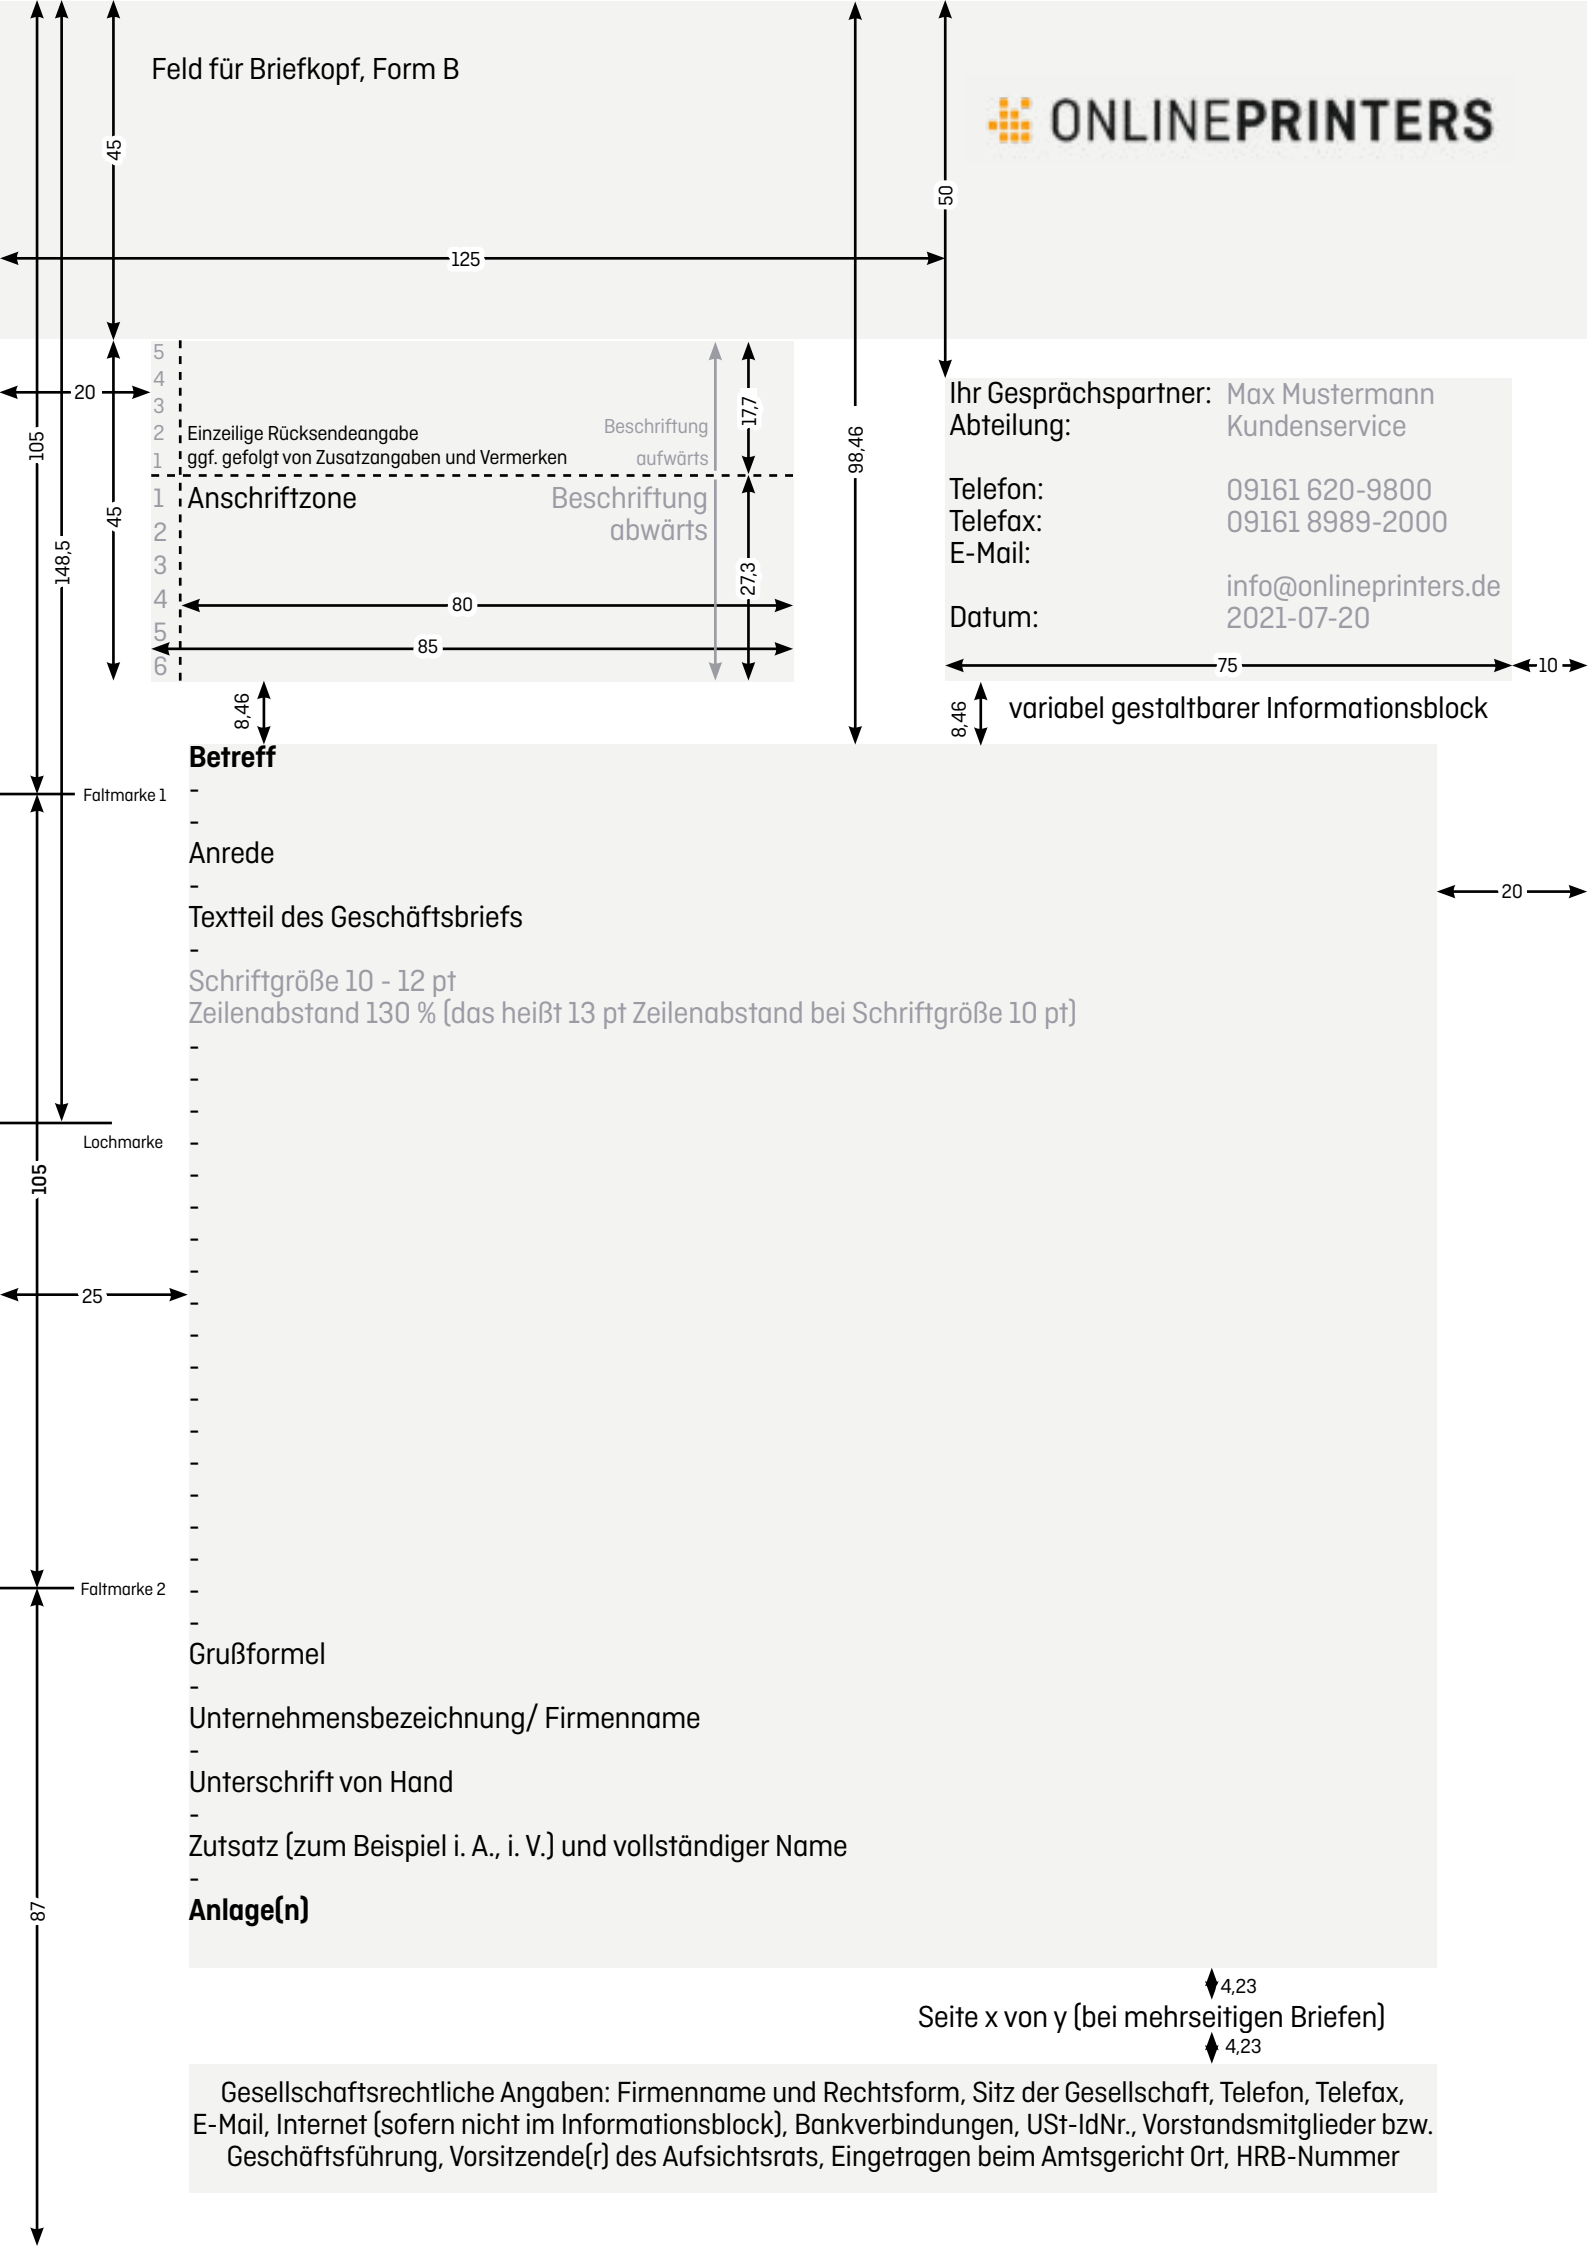 Feld für Briefkopf, Form B
ONLINEPRINTERS
45
50
125
5
4
3
2
1
20
105
45
148,5
Einzeilige Rücksendeangabe
ggf. gefolgt von Zusatzangaben und Vermerken
Beschriftung
aufwärts
17,7
98,46
1
2
3
4
5
6
Anschriftzone
Beschriftung
abwärts
27,3
80
85
Ihr Gesprächspartner: Max Mustermann
Abteilung: Kundenservice
Telefon: 09161 620-9800
Telefax: 09161 8989-2000
E-Mail:
info@onlineprinters.de
Datum: 2021-07-20
75
10
8,46
8,46
variabel gestaltbarer Informationsblock
Betreff
-
Faltmarke 1
-
Anrede
-
20
Textteil des Geschäftsbriefs
-
Schriftgröße 10 - 12 pt
Zeilenabstand 130 % (das heißt 13 pt Zeilenabstand bei Schriftgröße 10 pt)
-
-
-
Lochmarke
-
105
-
-
-
-
25
-
-
-
-
-
-
-
-
-
Faltmarke 2
-
-
Grußformel
-
Unternehmensbezeichnung/ Firmenname
-
Unterschrift von Hand
-
Zutsatz (zum Beispiel i. A., i. V.) und vollständiger Name
-
Anlage(n)
87
4,23
Seite x von y (bei mehrseitigen Briefen)
4,23
Gesellschaftsrechtliche Angaben: Firmenname und Rechtsform, Sitz der Gesellschaft, Telefon, Telefax,
E-Mail, Internet (sofern nicht im Informationsblock), Bankverbindungen, USt-IdNr., Vorstandsmitglieder bzw.
Geschäftsführung, Vorsitzende(r) des Aufsichtsrats, Eingetragen beim Amtsgericht Ort, HRB-Nummer